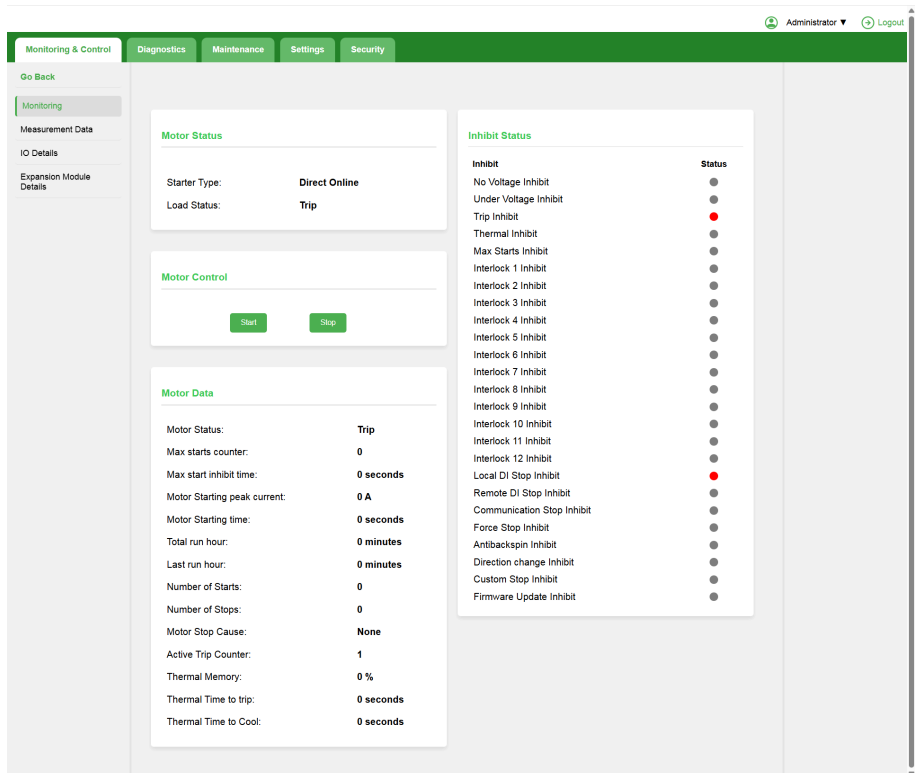 Administrator ▼ Logout
Monitoring & Control Diagnostics Maintenance Settings Security
Go Back
Monitoring
Measurement Data
IO Details
Expansion Module
Details
Motor Status
Starter Type: Direct Online
Load Status: Trip
Motor Control
Start Stop
Motor Data
Motor Status: Trip
Max starts counter: 0
Max start inhibit time: 0 seconds
Motor Starting peak current: 0 A
Motor Starting time: 0 seconds
Total run hour: 0 minutes
Last run hour: 0 minutes
Number of Starts: 0
Number of Stops: 0
Motor Stop Cause: None
Active Trip Counter: 1
Thermal Memory: 0 %
Thermal Time to trip: 0 seconds
Thermal Time to Cool: 0 seconds
Inhibit Status
Inhibit Status
No Voltage Inhibit
Under Voltage Inhibit
Trip Inhibit
Thermal Inhibit
Max Starts Inhibit
Interlock 1 Inhibit
Interlock 2 Inhibit
Interlock 3 Inhibit
Interlock 4 Inhibit
Interlock 5 Inhibit
Interlock 6 Inhibit
Interlock 7 Inhibit
Interlock 8 Inhibit
Interlock 9 Inhibit
Interlock 10 Inhibit
Interlock 11 Inhibit
Interlock 12 Inhibit
Local DI Stop Inhibit
Remote DI Stop Inhibit
Communication Stop Inhibit
Force Stop Inhibit
Antibackspin Inhibit
Direction change Inhibit
Custom Stop Inhibit
Firmware Update Inhibit